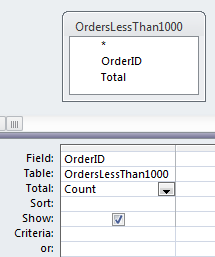 OrdersLessThan1000
*
OrderID
Total
Field: OrderID
Table: OrdersLessThan1000
Total: Count
Sort:
Show:
Criteria:
or: